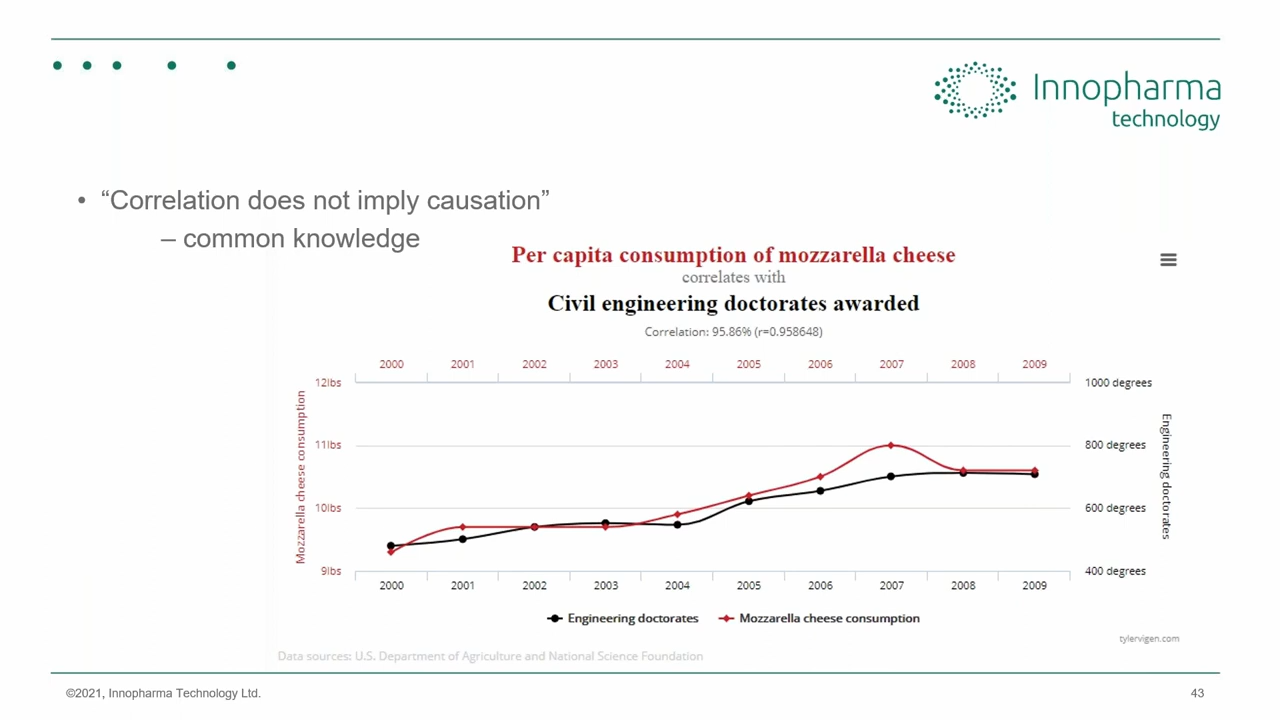 Innopharma
technology
• “Correlation does not imply causation”
– common knowledge
Per capita consumption of mozzarella cheese
correlates with
Civil engineering doctorates awarded
Correlation: 95.86% (r=0.958648)
2000 2001 2002 2003 2004 2005 2006 2007 2008 2009
12lbs 1000 degrees
11lbs 800 degrees
10lbs 600 degrees
9lbs 400 degrees
Mozzarella cheese consumption
Engineering doctorates
2000 2001 2002 2003 2004 2005 2006 2007 2008 2009
Engineering doctorates Mozzarella cheese consumption
tylervigen.com
Data sources: U.S. Department of Agriculture and National Science Foundation
©2021, Innopharma Technology Ltd. 43